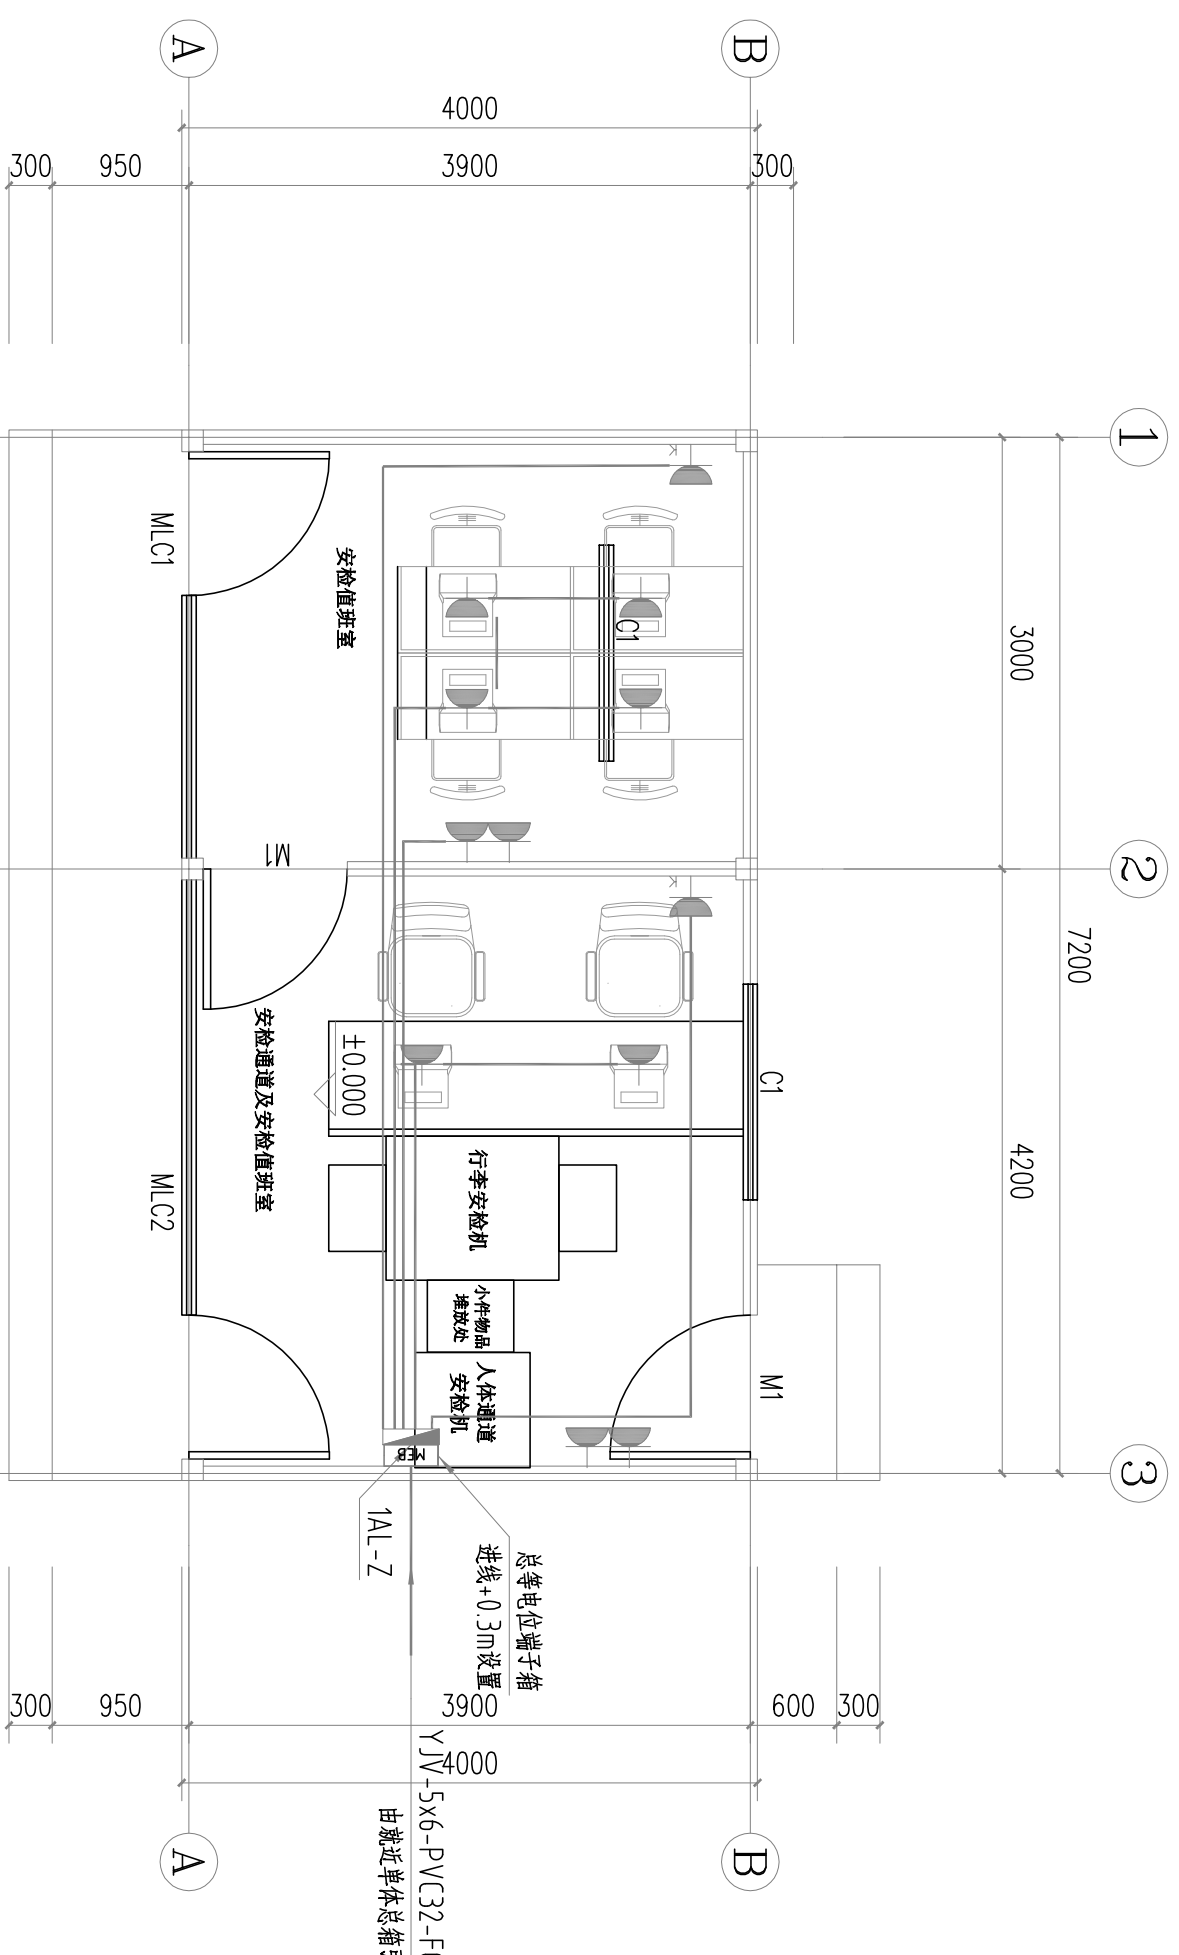 A
B
4000
300
950
3900
300
1
MLC1
安检值班室
C1
3000
M1
2
7200
±0.000
安检通道及安检值班室
C1
4200
MLC2
行李安检机
小件物品
堆放处
人体通道
安检机
M1
MEB
3
1AL-Z
总等电位端子箱
进线+0.3m设置
300
950
3900
600
300
4000
YJV-5x6-PVC32-F
由就近单体总箱
A
B